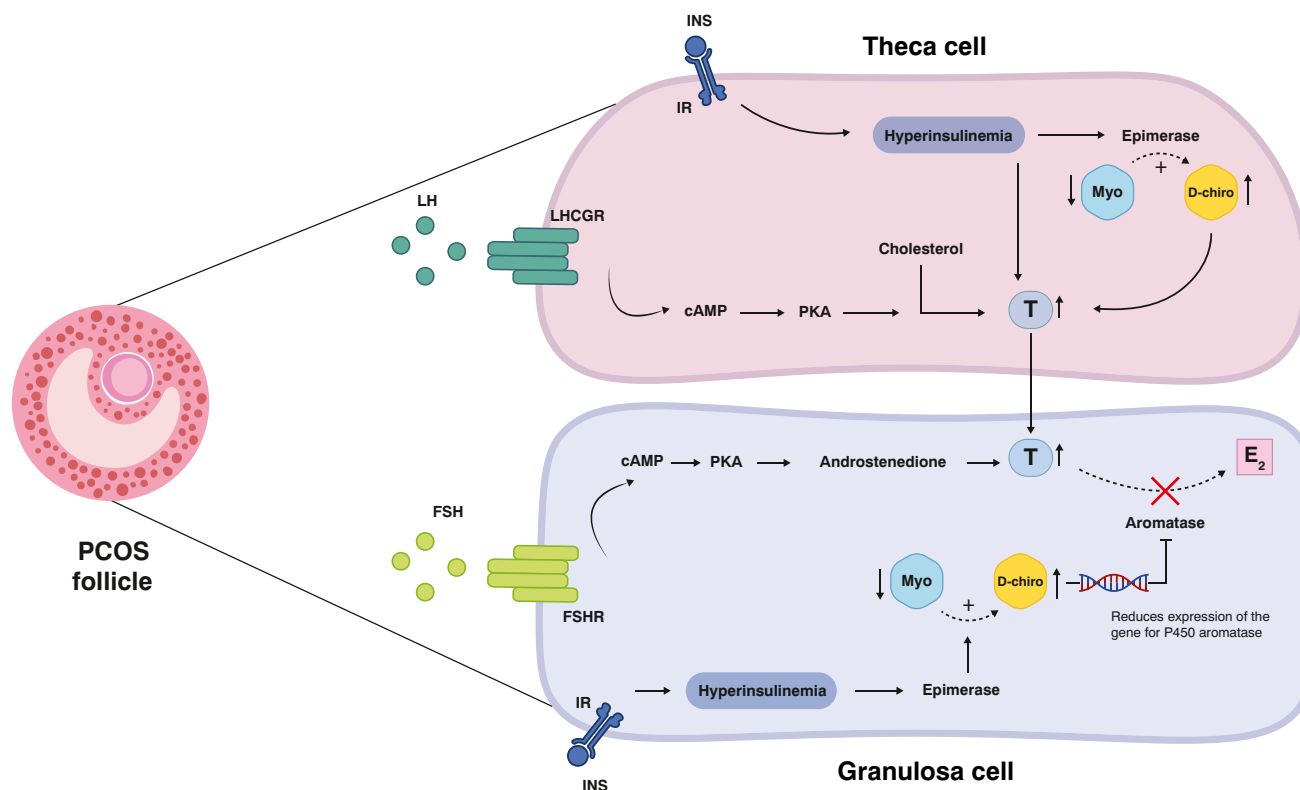 INS
Theca cell
IR
Hyperinsulinemia
Epimerase
+
Myo
D-chiro
LH
LHCGR
Cholesterol
cAMP
PKA
T
PCOS
follicle
cAMP
PKA
Androstenedione
T
E2
Aromatase
FSH
FSHR
Myo
+
D-chiro
Reduces expression of the
gene for P450 aromatase
IR
Hyperinsulinemia
Epimerase
INS
Granulosa cell